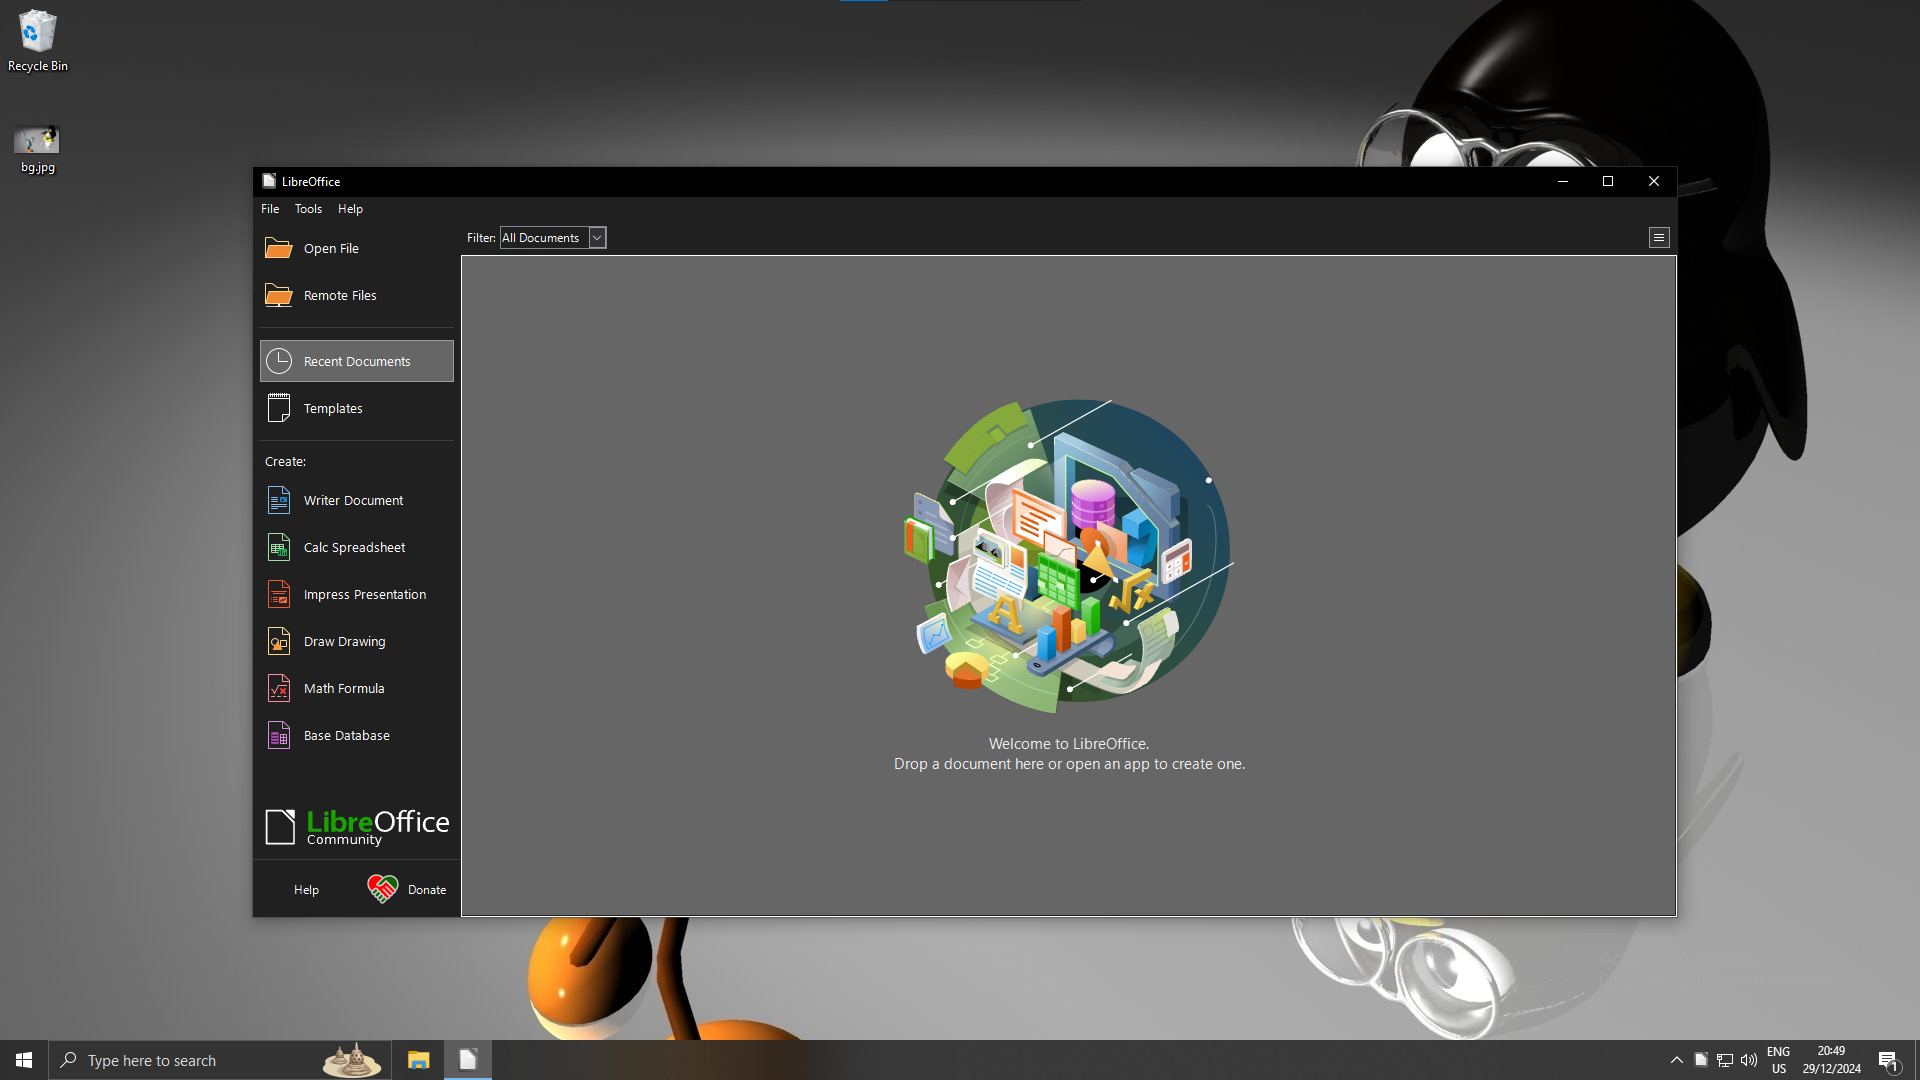 Recycle Bin
bg.jpg
LibreOffice
File Tools Help
Filter: All Documents
Open File
Remote Files
Recent Documents
Templates
Create:
Writer Document
Calc Spreadsheet
Impress Presentation
Draw Drawing
Math Formula
Base Database
LibreOffice
Community
Help
Donate
Welcome to LibreOffice.
Drop a document here or open an app to create one.
Type here to search
ENG
US
20:49
29/12/2024
1